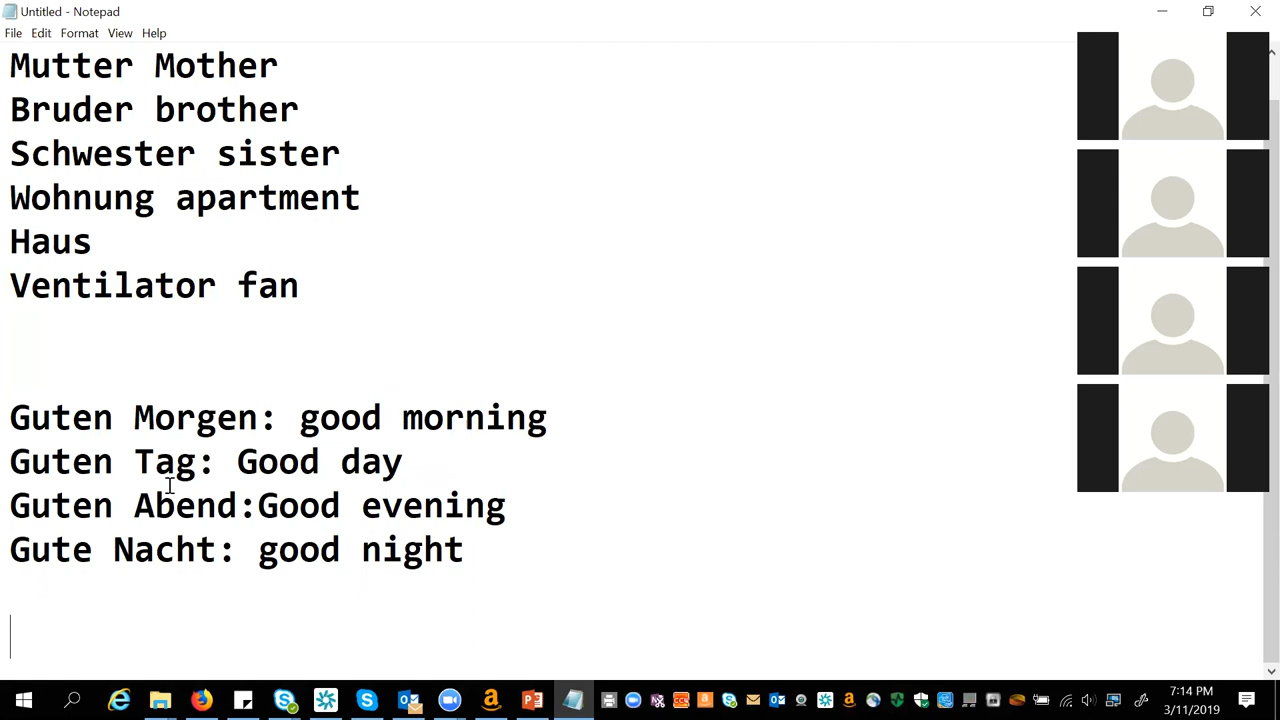 Untitled - Notepad
File Edit Format View Help
Mutter Mother
Bruder brother
Schwester sister
Wohnung apartment
Haus
Ventilator fan
Guten Morgen: good morning
Guten Tag: Good day
Guten Abend:Good evening
Gute Nacht: good night
7:14 PM
3/11/2019